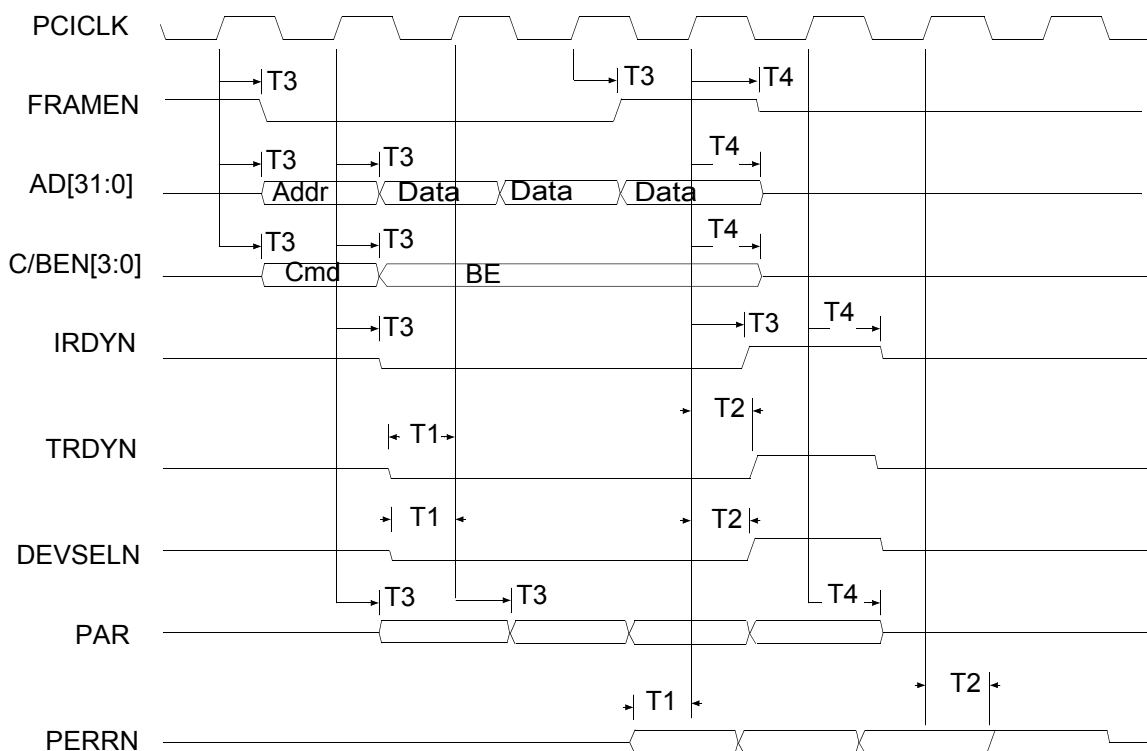 PCICLK
T3 T3 T4
FRAMEN
T3 T3 T4
AD[31:0] Addr Data Data Data
T3 T3 T4
C/BEN[3:0] Cmd BE
T3 T3 T4
IRDYN
T2
T1
TRDYN
T1 T2
DEVSELN
T3 T3 T4
PAR
T1 T2
PERRN